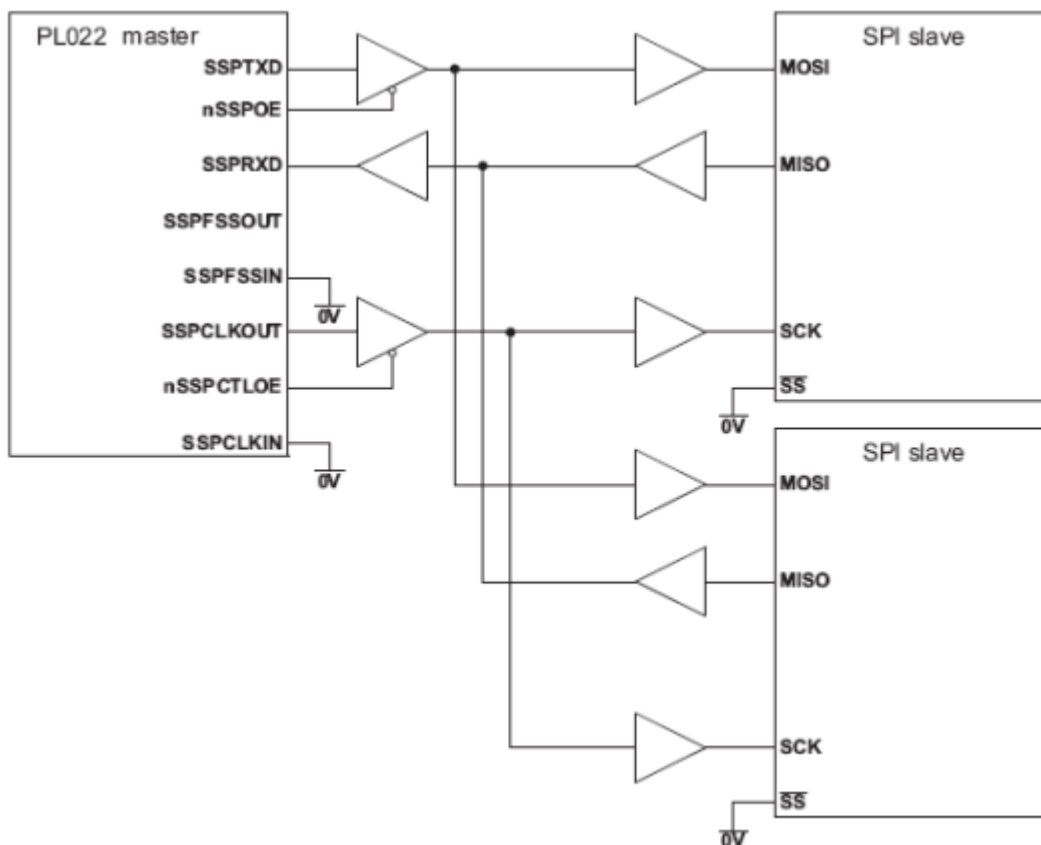 PL022 master
SSPTXD
nSSPOE
SSPRXD
SSPFSSOUT
SSPFSSIN
0V
SSPCLKOUT
nSSPCTLOE
SSPCLKIN
0V
SPI slave
MOSI
MISO
SCK
SS
0V
SPI slave
MOSI
MISO
SCK
SS
0V